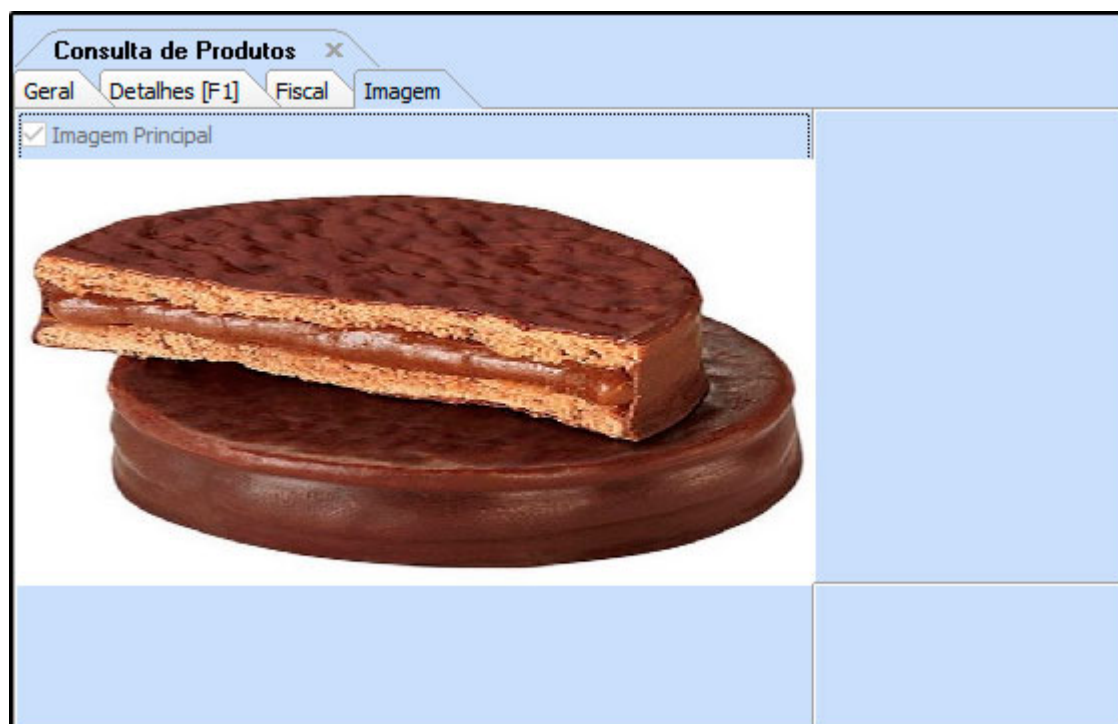 Consulta de Produtos
Geral Detalhes [F1] Fiscal Imagem
Imagem Principal